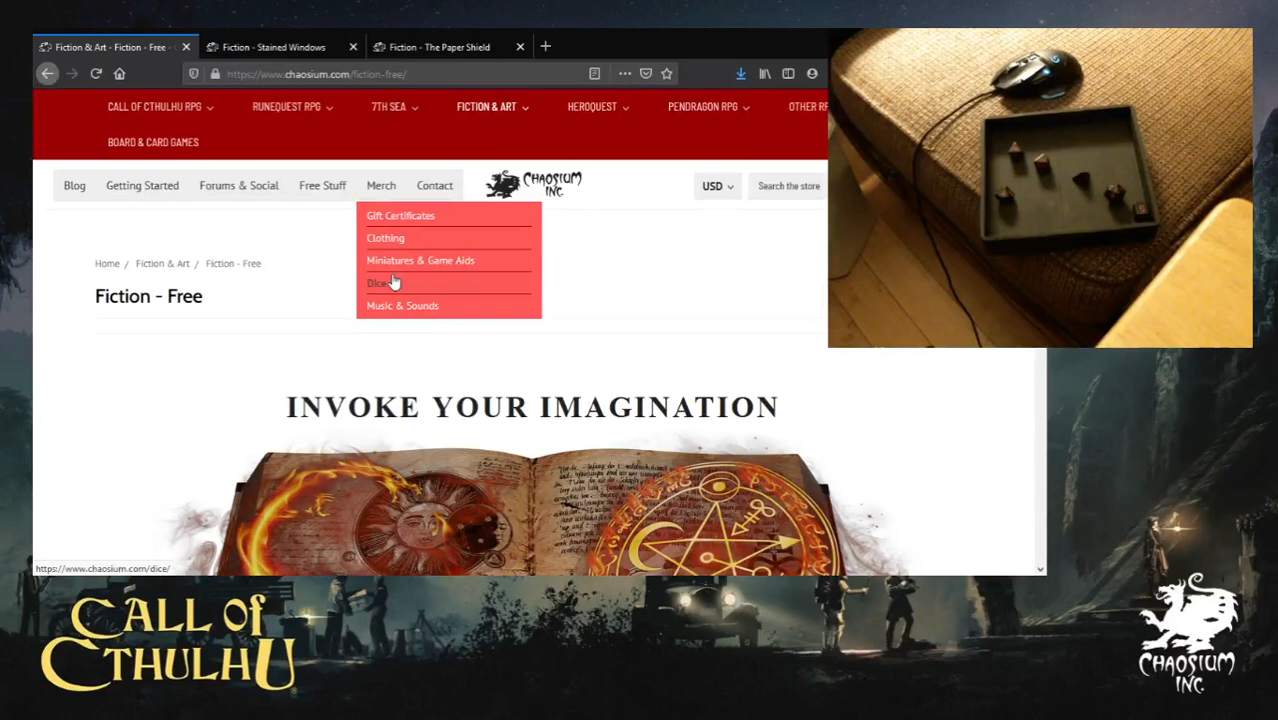 Fiction & Art - Fiction - Free -
Fiction - Stained Windows
Fiction - The Paper Shield
https://www.chaosium.com/fiction-free/
CALL OF CTHULHU RPG
RUNEQUEST RPG
7TH SEA
FICTION & ART
HEROQUEST
PENDRAGON RPG
OTHER RP
BOARD & CARD GAMES
Blog
Getting Started
Forums & Social
Free Stuff
Merch
Contact
CHAOSIUM INC.
USD
Search the store
Gift Certificates
Clothing
Miniatures & Game Aids
Dice
Music & Sounds
Home / Fiction & Art / Fiction - Free
Fiction - Free
INVOKE YOUR IMAGINATION
https://www.chaosium.com/dice/
CALL of
CTHULHU
CHAOSIUM
INC.